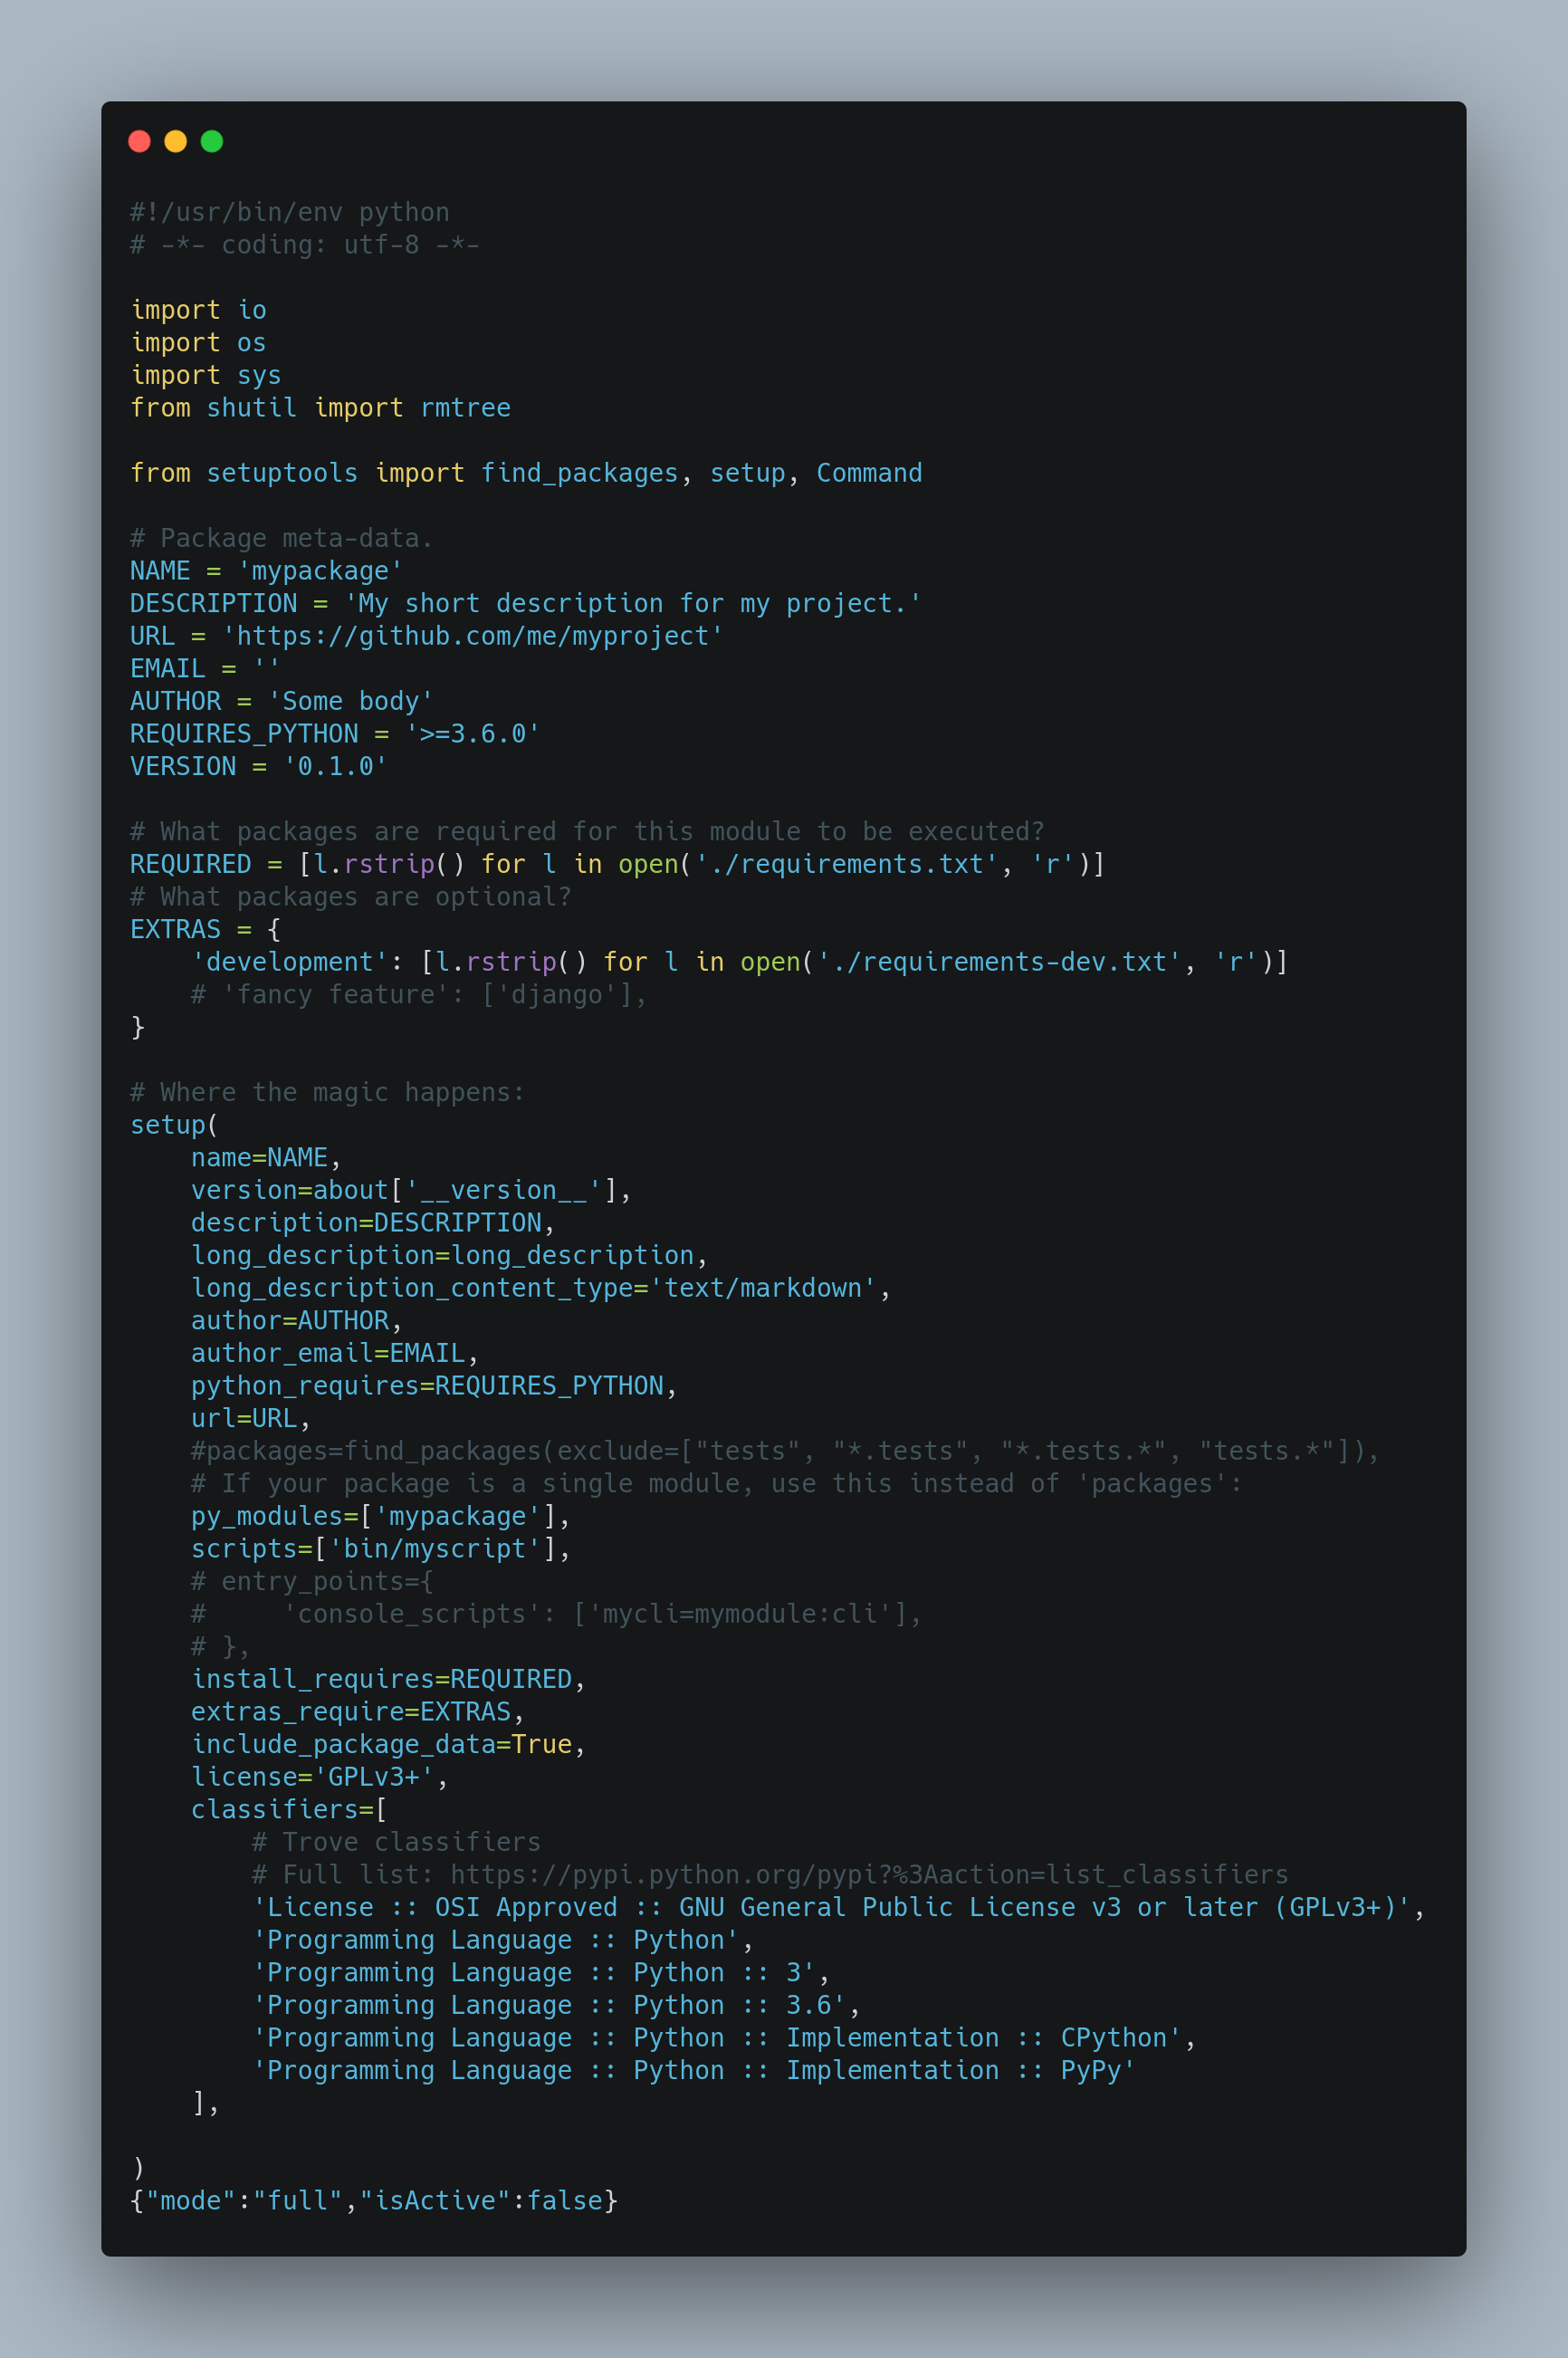 #!/usr/bin/env python
# -*- coding: utf-8 -*-

import io
import os
import sys
from shutil import rmtree

from setuptools import find_packages, setup, Command

# Package meta-data.
NAME = 'mypackage'
DESCRIPTION = 'My short description for my project.'
URL = 'https://github.com/me/myproject'
EMAIL = ''
AUTHOR = 'Some body'
REQUIRES_PYTHON = '>=3.6.0'
VERSION = '0.1.0'

# What packages are required for this module to be executed?
REQUIRED = [l.rstrip() for l in open('./requirements.txt', 'r')]
# What packages are optional?
EXTRAS = {
    'development': [l.rstrip() for l in open('./requirements-dev.txt', 'r')]
    # 'fancy feature': ['django'],
}

# Where the magic happens:
setup(
    name=NAME,
    version=about['__version__'],
    description=DESCRIPTION,
    long_description=long_description,
    long_description_content_type='text/markdown',
    author=AUTHOR,
    author_email=EMAIL,
    python_requires=REQUIRES_PYTHON,
    url=URL,
    #packages=find_packages(exclude=["tests", "*.tests", "*.tests.*", "tests.*"]),
    # If your package is a single module, use this instead of 'packages':
    py_modules=['mypackage'],
    scripts=['bin/myscript'],
    # entry_points={
    #     'console_scripts': ['mycli=mymodule:cli'],
    # },
    install_requires=REQUIRED,
    extras_require=EXTRAS,
    include_package_data=True,
    license='GPLv3+',
    classifiers=[
        # Trove classifiers
        # Full list: https://pypi.python.org/pypi?%3Aaction=list_classifiers
        'License :: OSI Approved :: GNU General Public License v3 or later (GPLv3+)',
        'Programming Language :: Python',
        'Programming Language :: Python :: 3',
        'Programming Language :: Python :: 3.6',
        'Programming Language :: Python :: Implementation :: CPython',
        'Programming Language :: Python :: Implementation :: PyPy'
    ],

)
{"mode":"full","isActive":false}